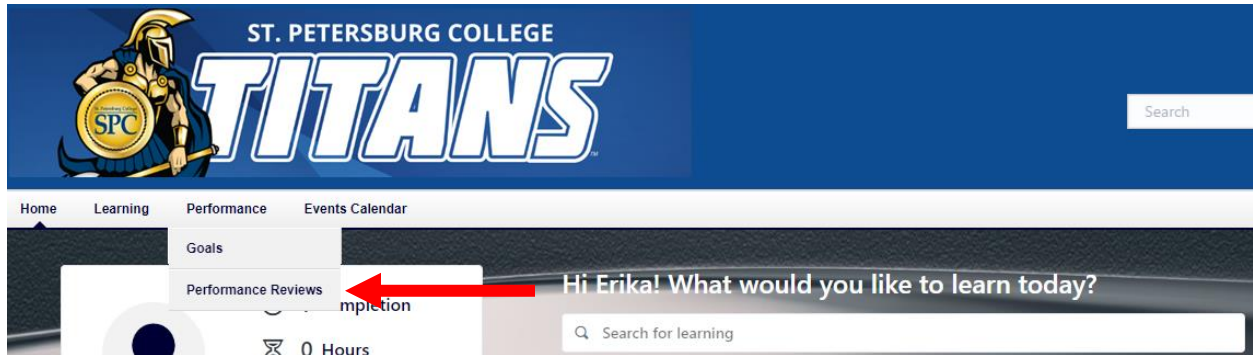 ST. PETERSBURG COLLEGE
TITANS
SPC
Search
Home Learning Performance Events Calendar
Goals
Performance Reviews
Hi Erika! What would you like to learn today?
Search for learning
0 Hours